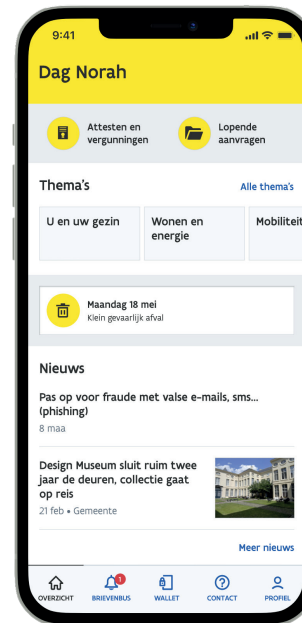 9:41
Dag Norah
Attesten en
vergunningen
Lopende
aanvragen
Thema's
Alle thema's
U en uw gezin
Wonen en
energie
Mobiliteit
Maandag 18
mei
Klein gevaarlijk
afval
Nieuws
Pas op voor fraude met valse e-mails, sms...
(phishing)
8 maa
Design Museum sluit ruim twee
jaar de deuren, collectie gaat
op reis
21 feb • Gemeente
Meer nieuws
1
OVERZICHT
BRIEVENBUS
WALLET
CONTACT
PROFIEL